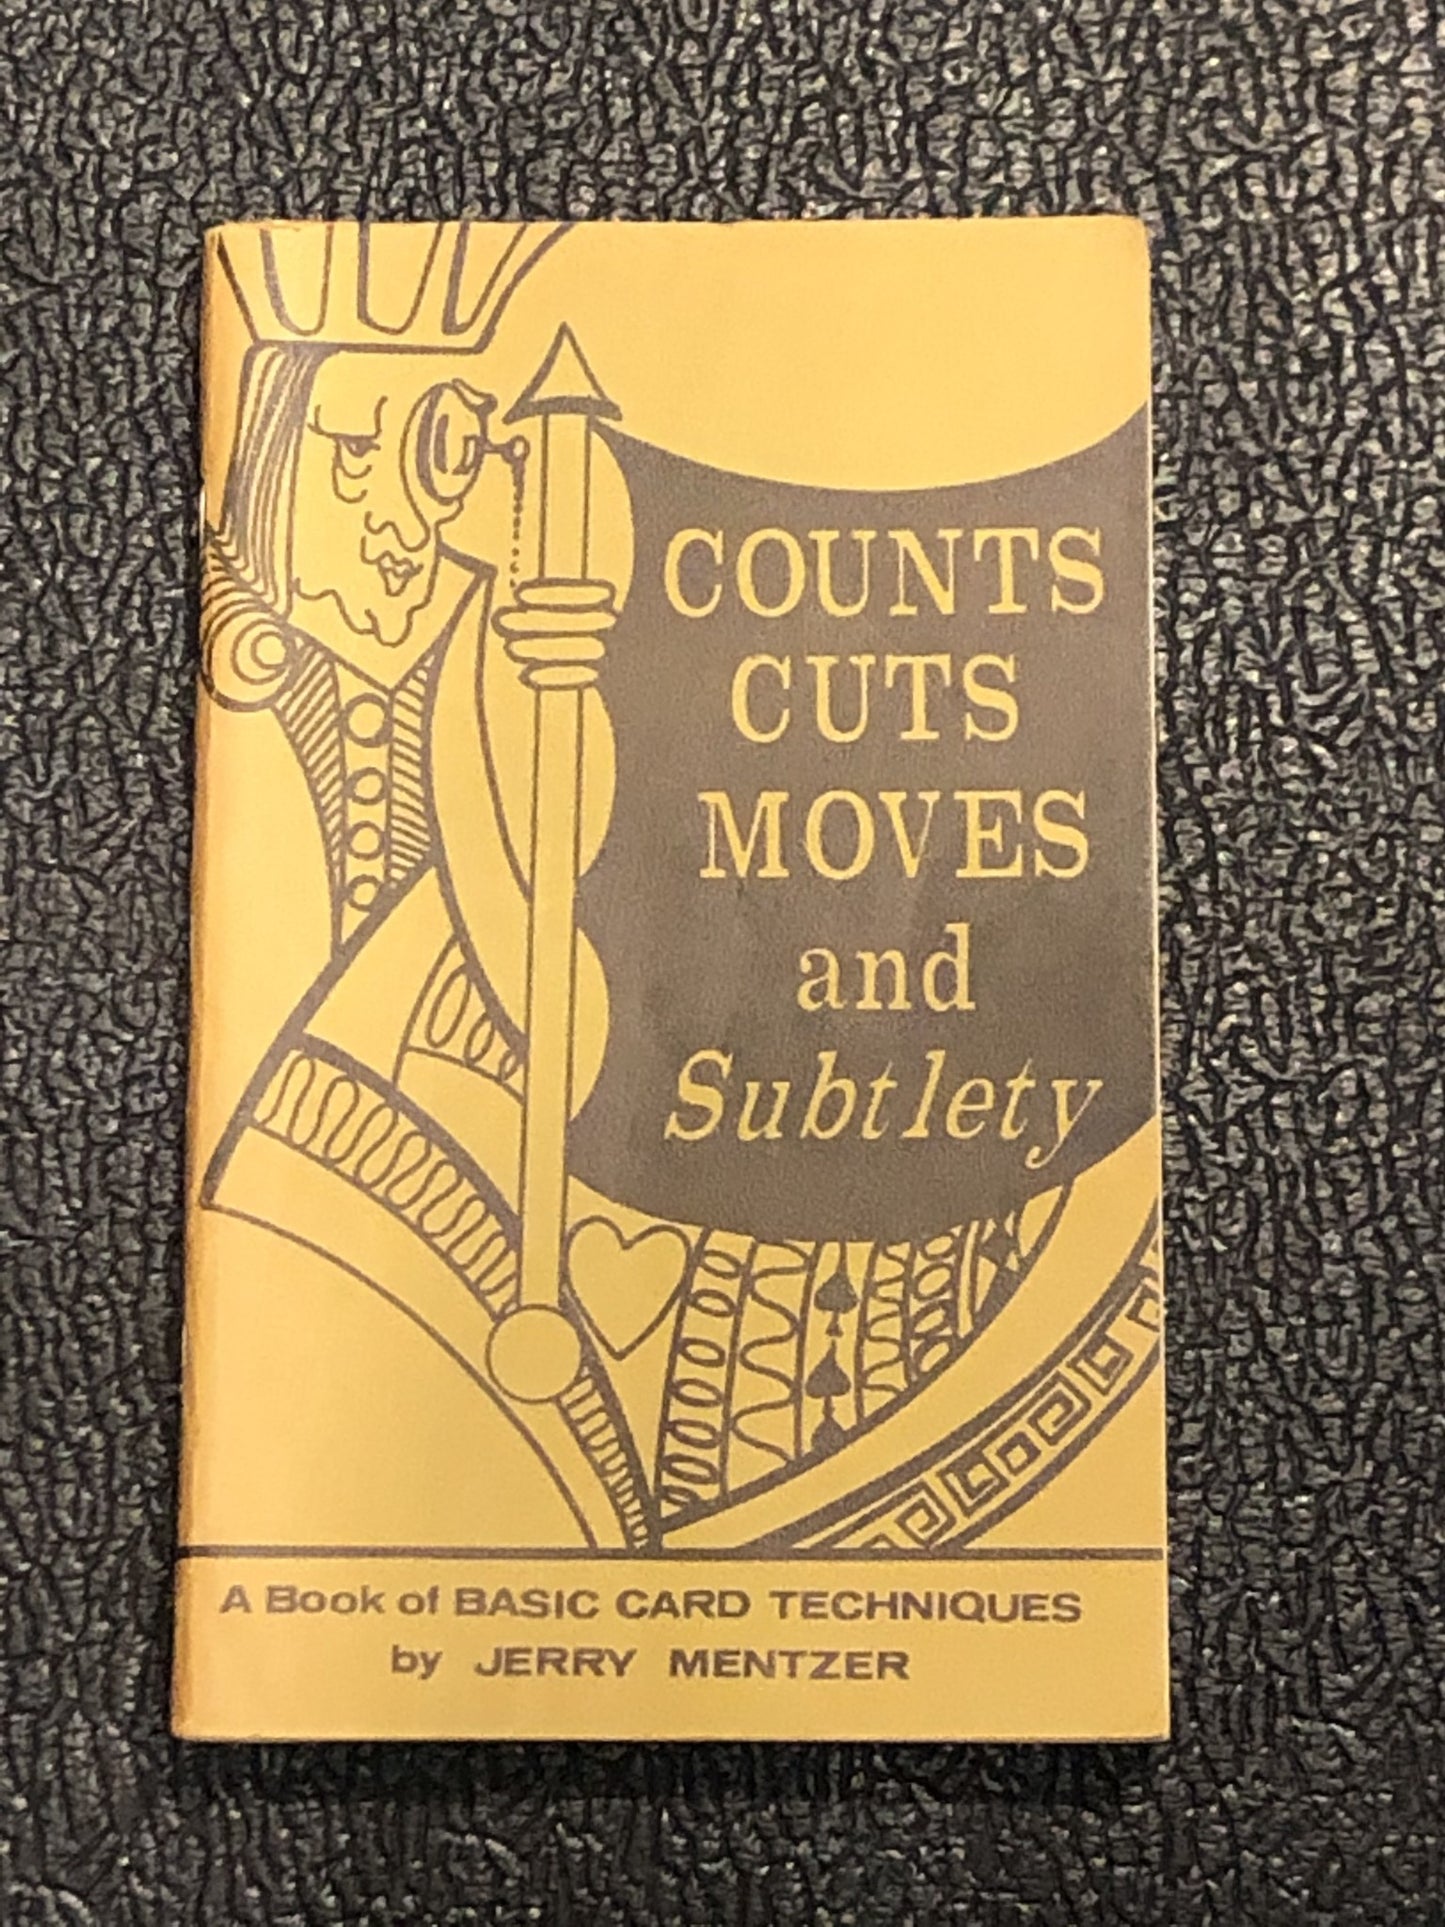 COUNTS
CUTS
MOVES
and
Subtlety
A Book of BASIC CARD TECHNIQUES
by JERRY MENTZER